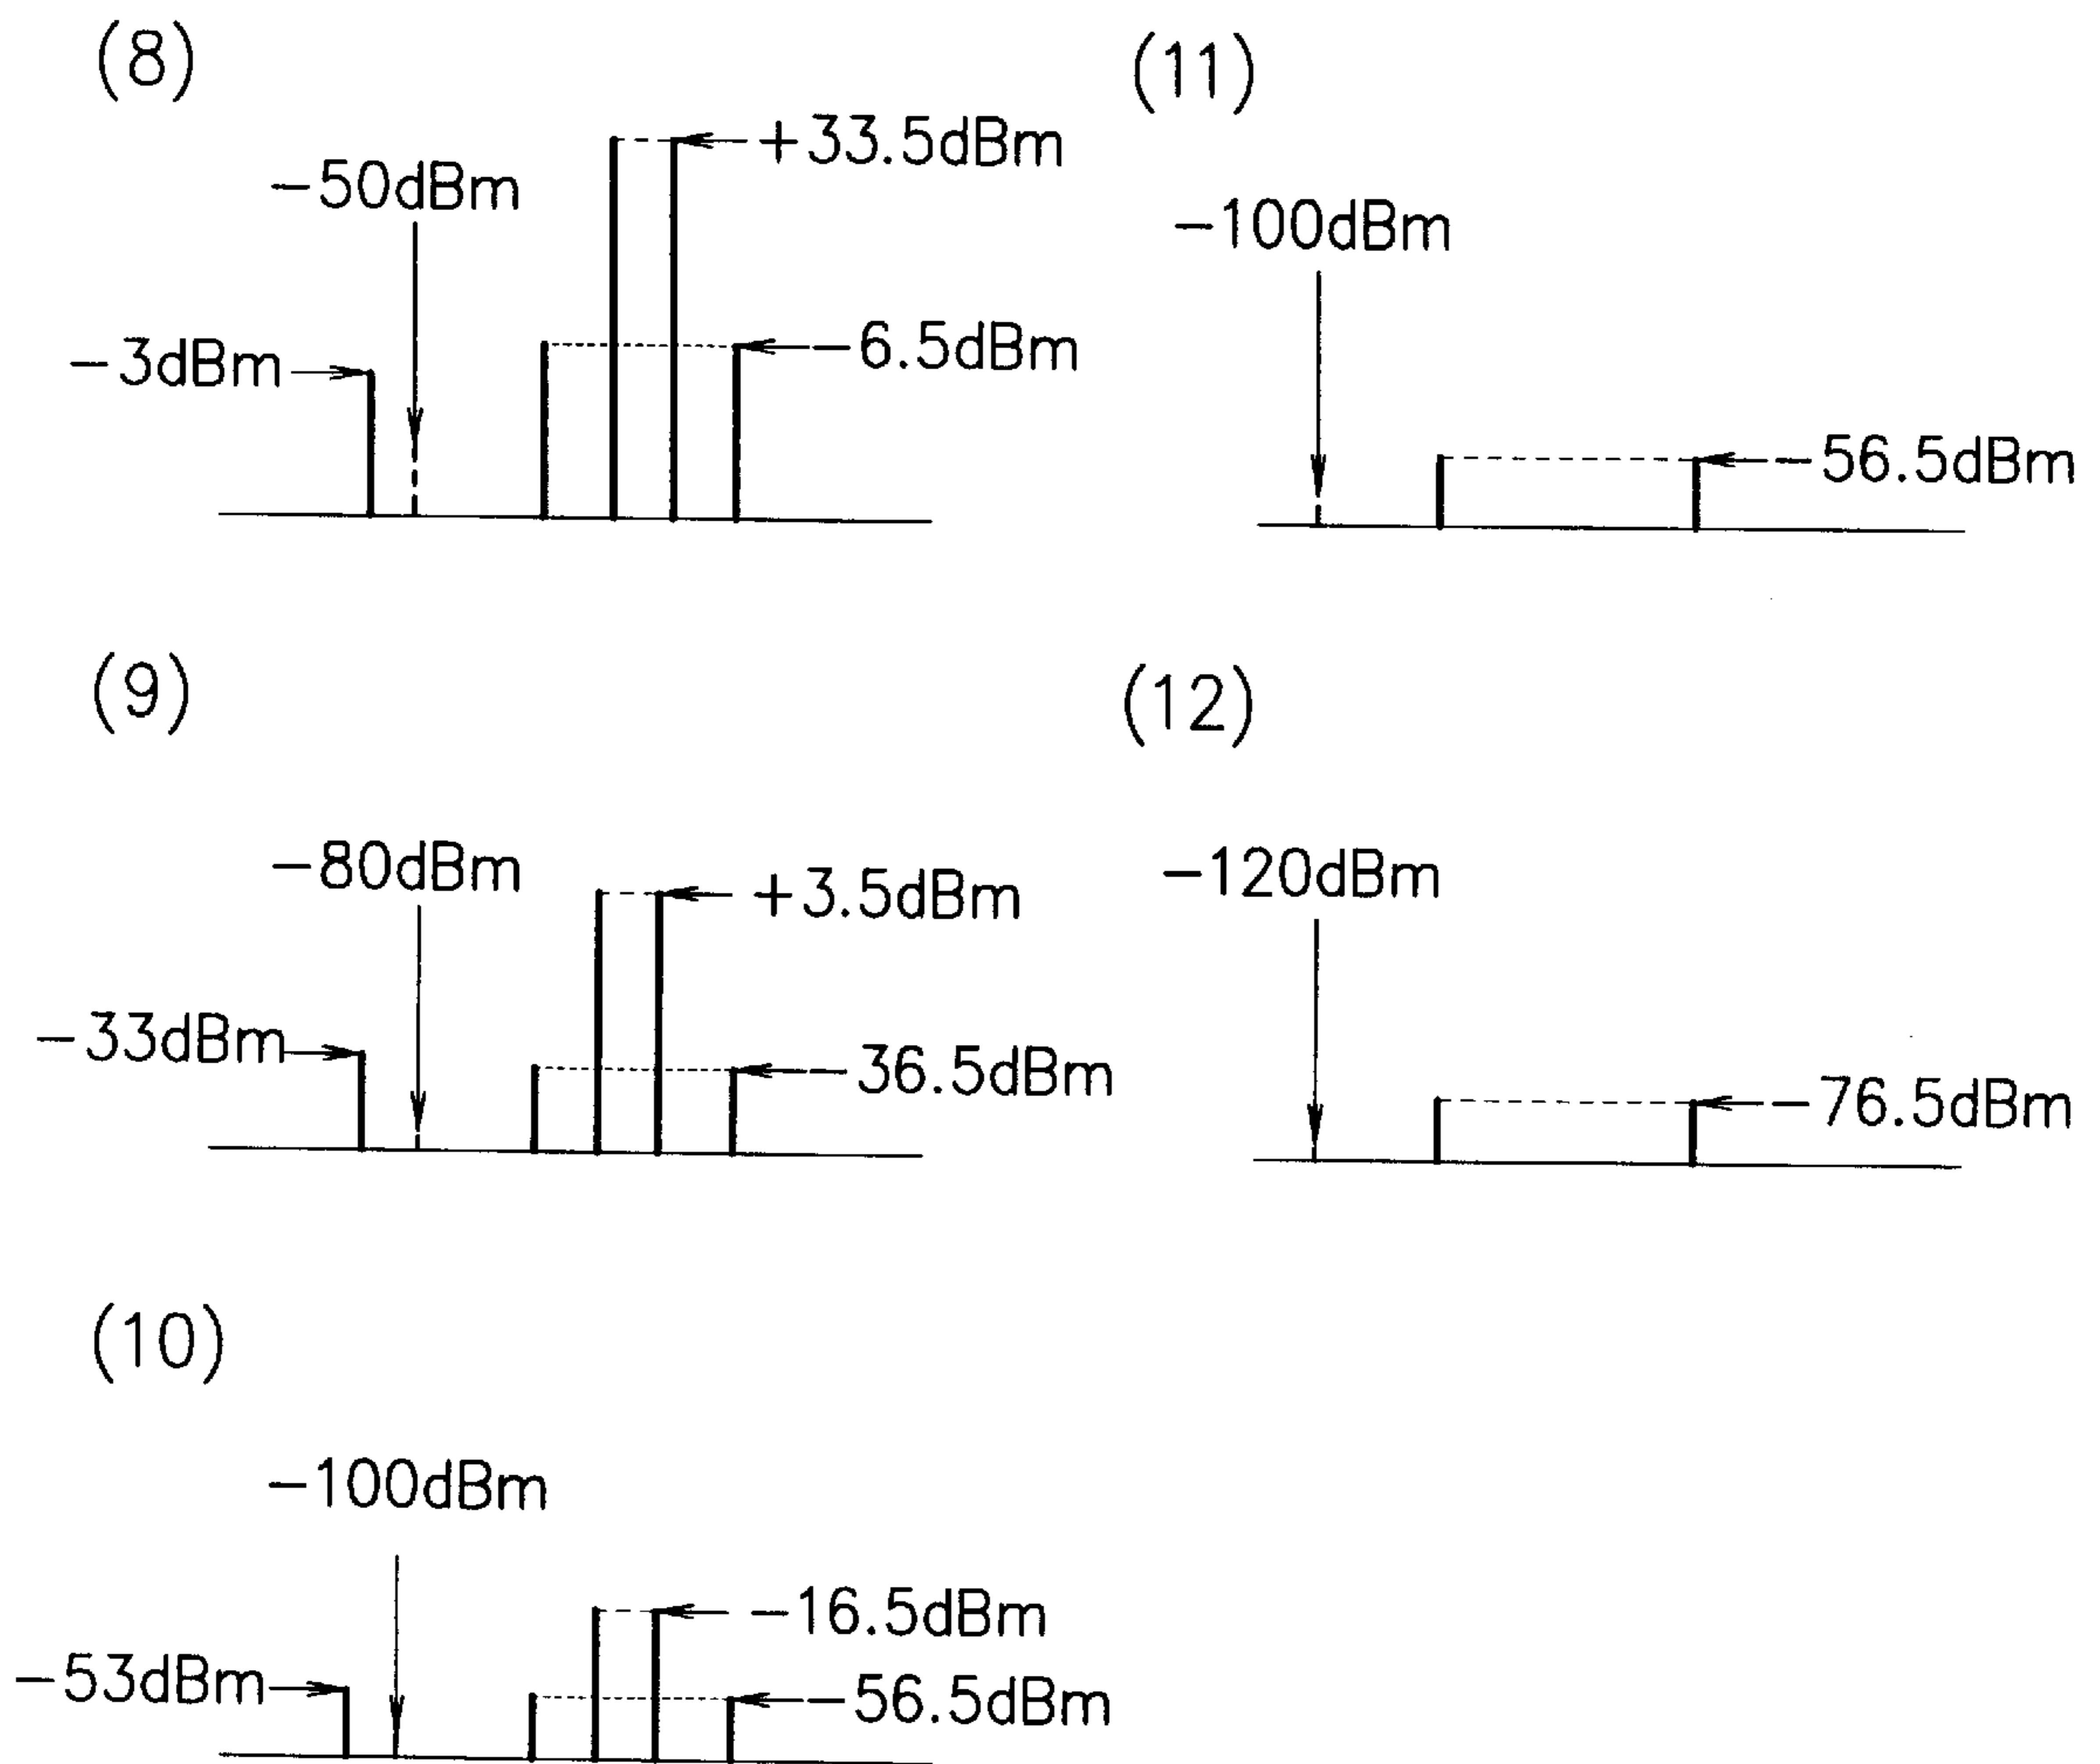 (8)
+33.5dBm
-50dBm
-6.5dBm
-3dBm
(9)
-80dBm
+3.5dBm
-33dBm
-36.5dBm
(10)
-100dBm
-16.5dBm
-53dBm
-56.5dBm
(11)
-100dBm
-56.5dBm
(12)
-120dBm
-76.5dBm